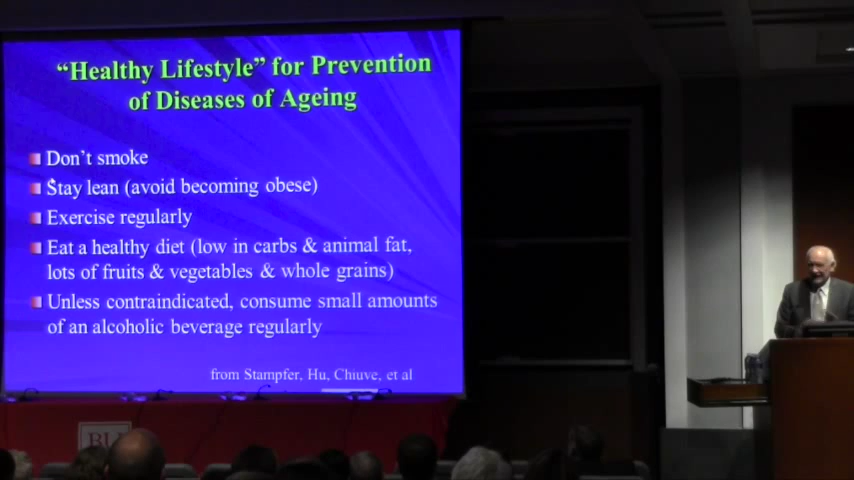 "Healthy Lifestyle" for Prevention
of Diseases of Ageing
Don't smoke
Stay lean (avoid becoming obese)
Exercise regularly
Eat a healthy diet (low in carbs & animal fat,
lots of fruits & vegetables & whole grains)
Unless contraindicated, consume small amounts
of an alcoholic beverage regularly
from Stampfer, Hu, Chiuve, et al
BU